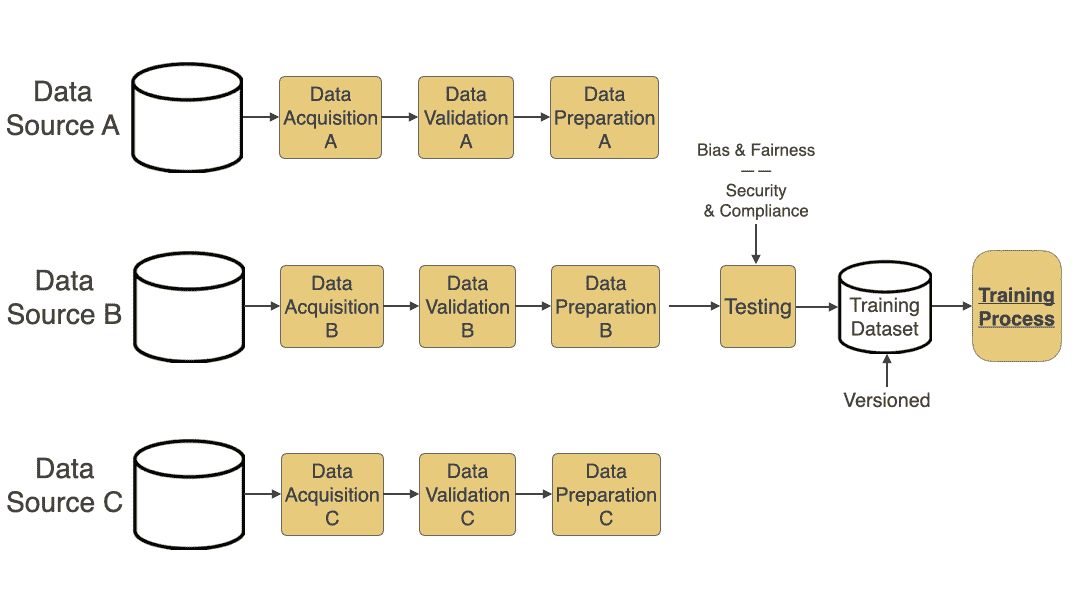 Data
Source A
Data
Acquisition
A
Data
Validation
A
Data
Preparation
A
Bias & Fairness
— —
Security
& Compliance
Data
Source B
Data
Acquisition
B
Data
Validation
B
Data
Preparation
B
Testing
Training
Dataset
Training
Process
Versioned
Data
Source C
Data
Acquisition
C
Data
Validation
C
Data
Preparation
C